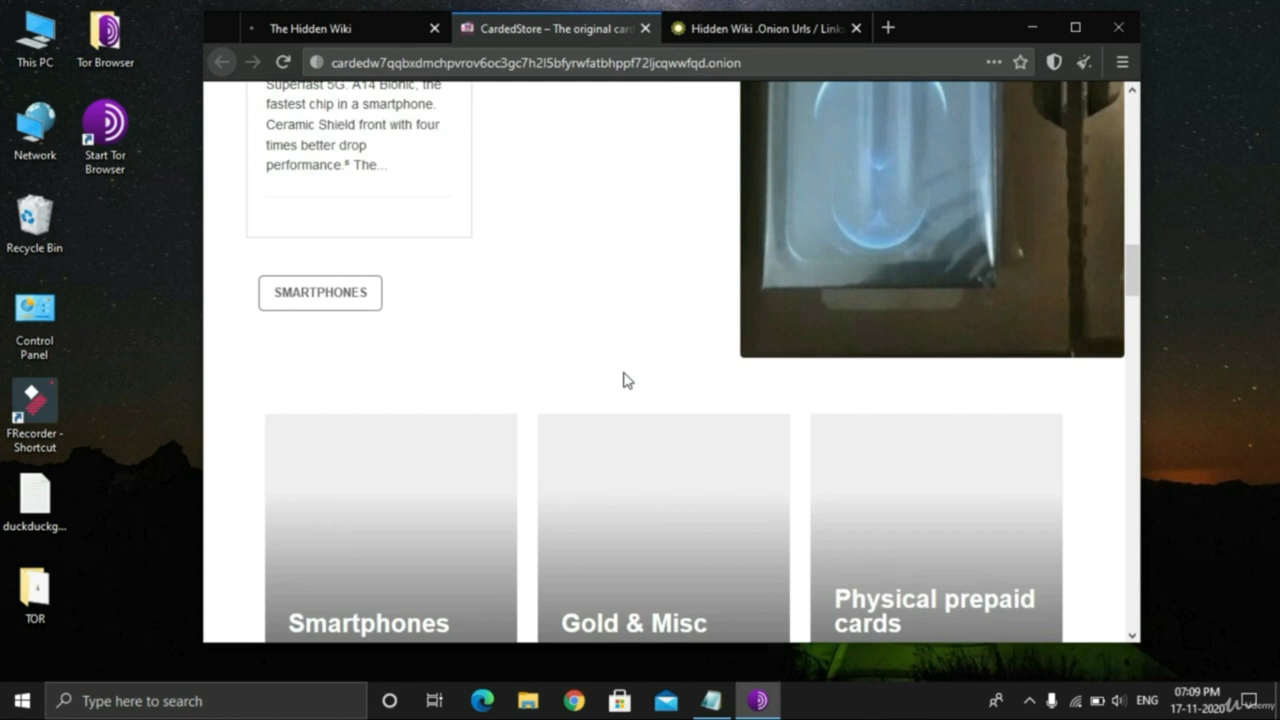 This PC
Tor Browser
Network
Start Tor
Browser
Recycle Bin
Control
Panel
FRecorder -
Shortcut
duckduckg...
TOR
The Hidden Wiki
CardedStore – The original card
Hidden Wiki .Onion Urls / Link
cardedw7qqbxdmchpvrov6oc3gc7h2l5bfyrwfatbhppf72ljcqwwfqd.onion
Superfast 5G. A14 Bionic, the
fastest chip in a smartphone.
Ceramic Shield front with four
times better drop
performance.⁸ The...
SMARTPHONES
Smartphones
Gold & Misc
Physical prepaid
cards
Type here to search
ENG
07:09 PM
17-11-2020